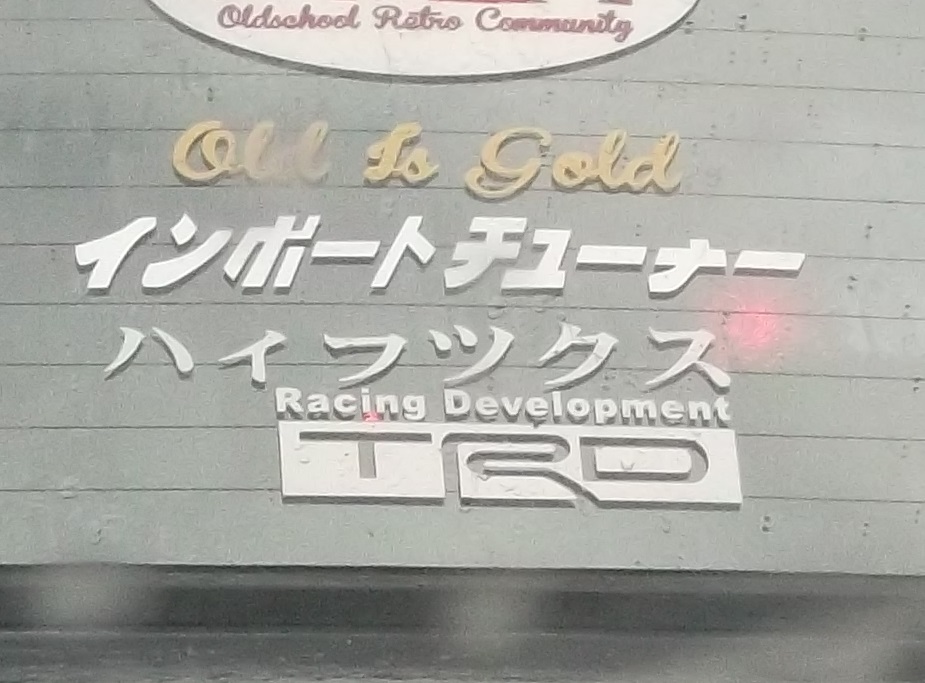 Oldschool Retro Community
Old Is Gold
インポートチューナー
ハィフツクス
Racing Development
TRD